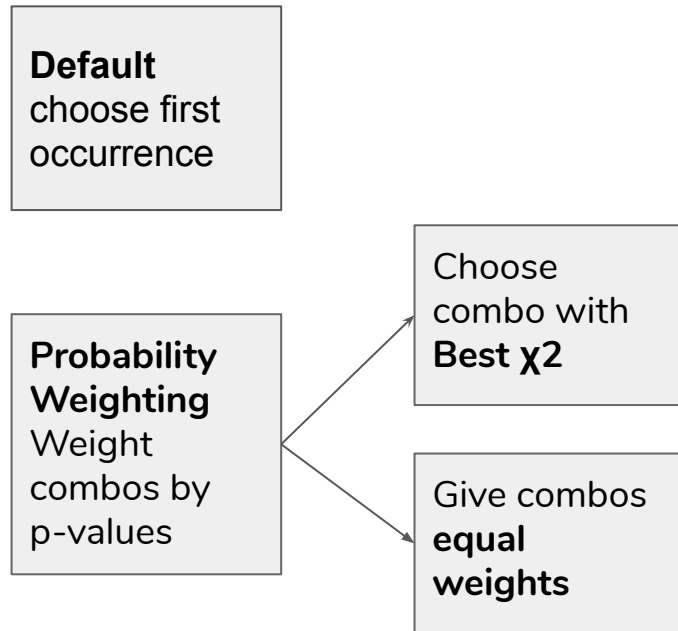 Default
choose first
occurrence
Probability
Weighting
Weight
combos by
p-values
Choose
combo with
Best χ2
Give combos
equal
weights